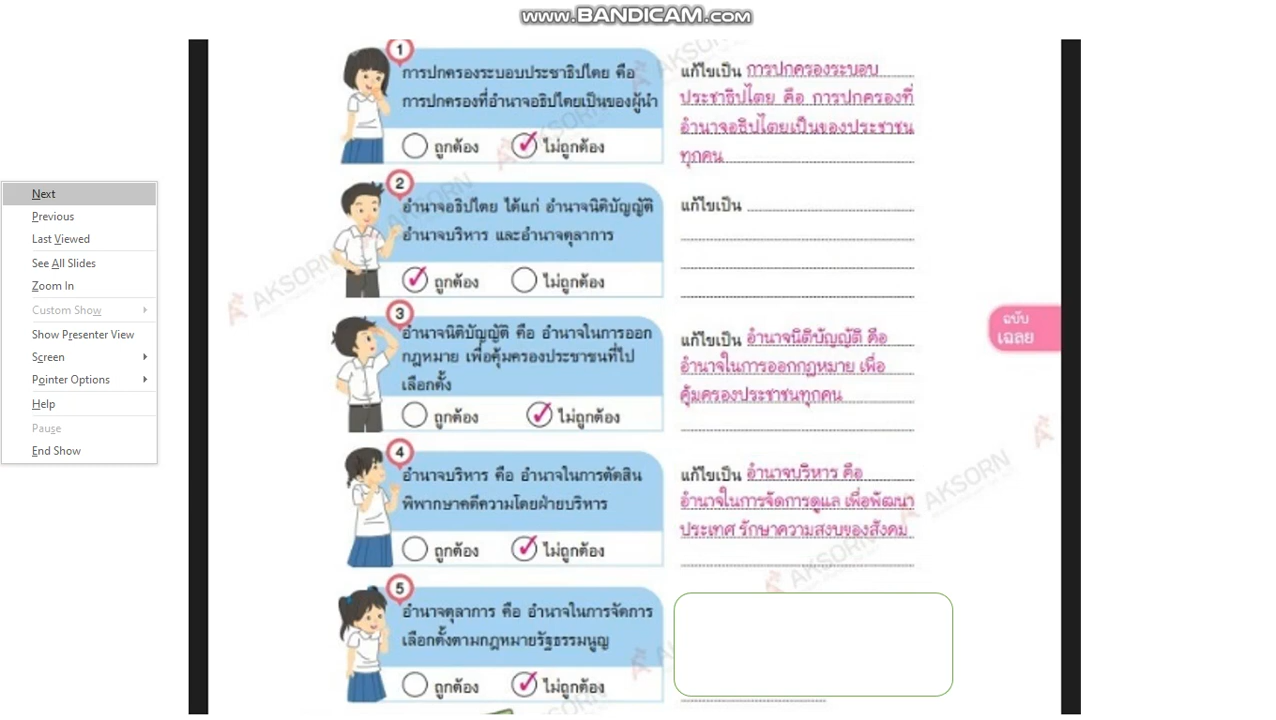 www.BANDICAM.com
1
การปกครองระบอบประชาธิปไตย คือ
การปกครองที่อำนาจอธิปไตยเป็นของผู้นำ
ถูกต้อง
ไม่ถูกต้อง
แก้ไขเป็น การปกครองระบอบ
ประชาธิปไตย คือ การปกครองที่
อำนาจอธิปไตยเป็นของประชาชน
ทุกคน
2
อำนาจอธิปไตย ได้แก่ อำนาจนิติบัญญัติ
อำนาจบริหาร และอำนาจตุลาการ
ถูกต้อง
ไม่ถูกต้อง
แก้ไขเป็น
3
อำนาจนิติบัญญัติ คือ อำนาจในการออก
กฎหมาย เพื่อคุ้มครองประชาชนที่ไป
เลือกตั้ง
ถูกต้อง
ไม่ถูกต้อง
แก้ไขเป็น อำนาจนิติบัญญัติ คือ
อำนาจในการออกกฎหมาย เพื่อ
คุ้มครองประชาชนทุกคน
4
อำนาจบริหาร คือ อำนาจในการตัดสิน
พิพากษาคดีความโดยฝ่ายบริหาร
ถูกต้อง
ไม่ถูกต้อง
แก้ไขเป็น อำนาจบริหาร คือ
อำนาจในการจัดการดูแล เพื่อพัฒนา
ประเทศ รักษาความสงบของสังคม
5
อำนาจตุลาการ คือ อำนาจในการจัดการ
เลือกตั้งตามกฎหมายรัฐธรรมนูญ
ถูกต้อง
ไม่ถูกต้อง
ฉบับ
เฉลย
Next
Previous
Last Viewed
See All Slides
Zoom In
Custom Show
Show Presenter View
Screen
Pointer Options
Help
Pause
End Show
AKSORN
AKSORN
AKSORN
AKSORN
AKSORN
AKSORN